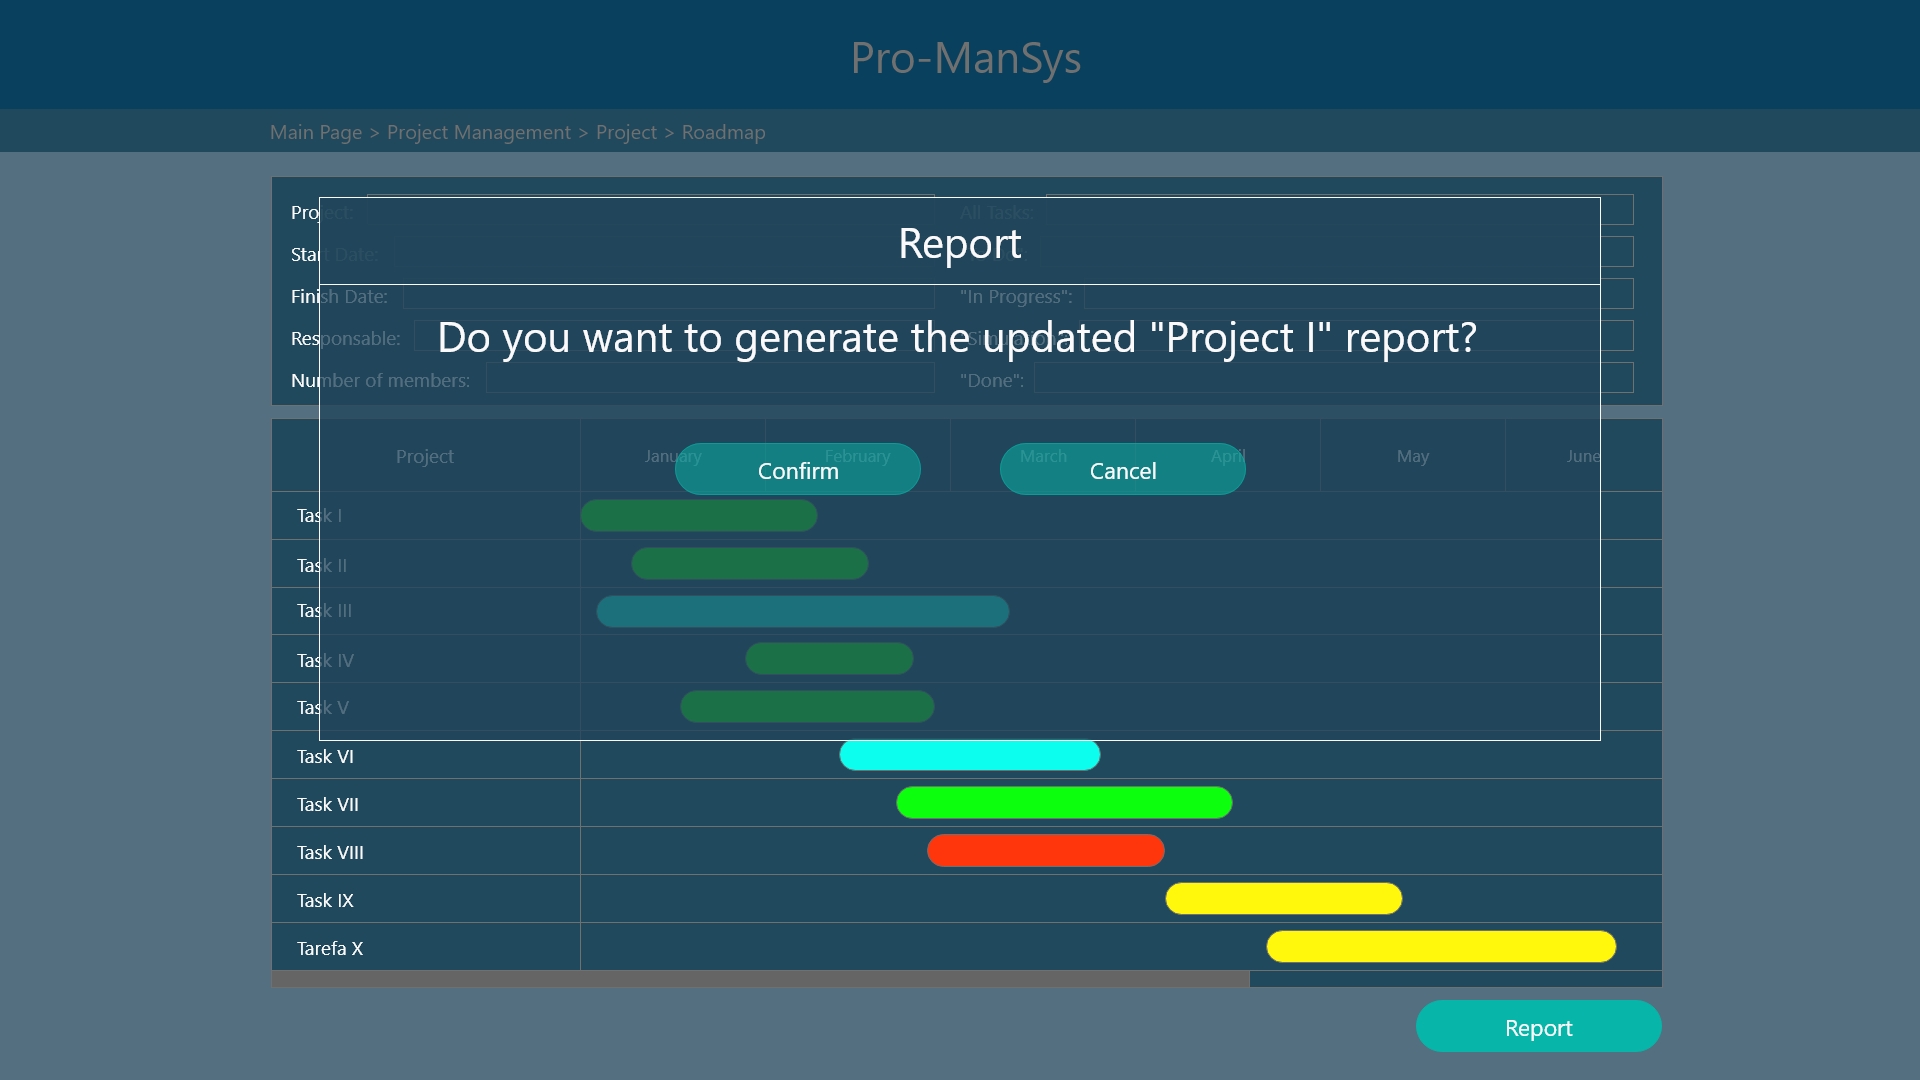 Pro-ManSys
Main Page > Project Management > Project > Roadmap
Project: All Tasks:
Report
Start Date:
Finish Date: "In Progress":
Do you want to generate the updated "Project I" report?
Responsable:
Number of members: "Done":
Project January February March April May June
Confirm Cancel
Task I
Task II
Task III
Task IV
Task V
Task VI
Task VII
Task VIII
Task IX
Tarefa X
Report